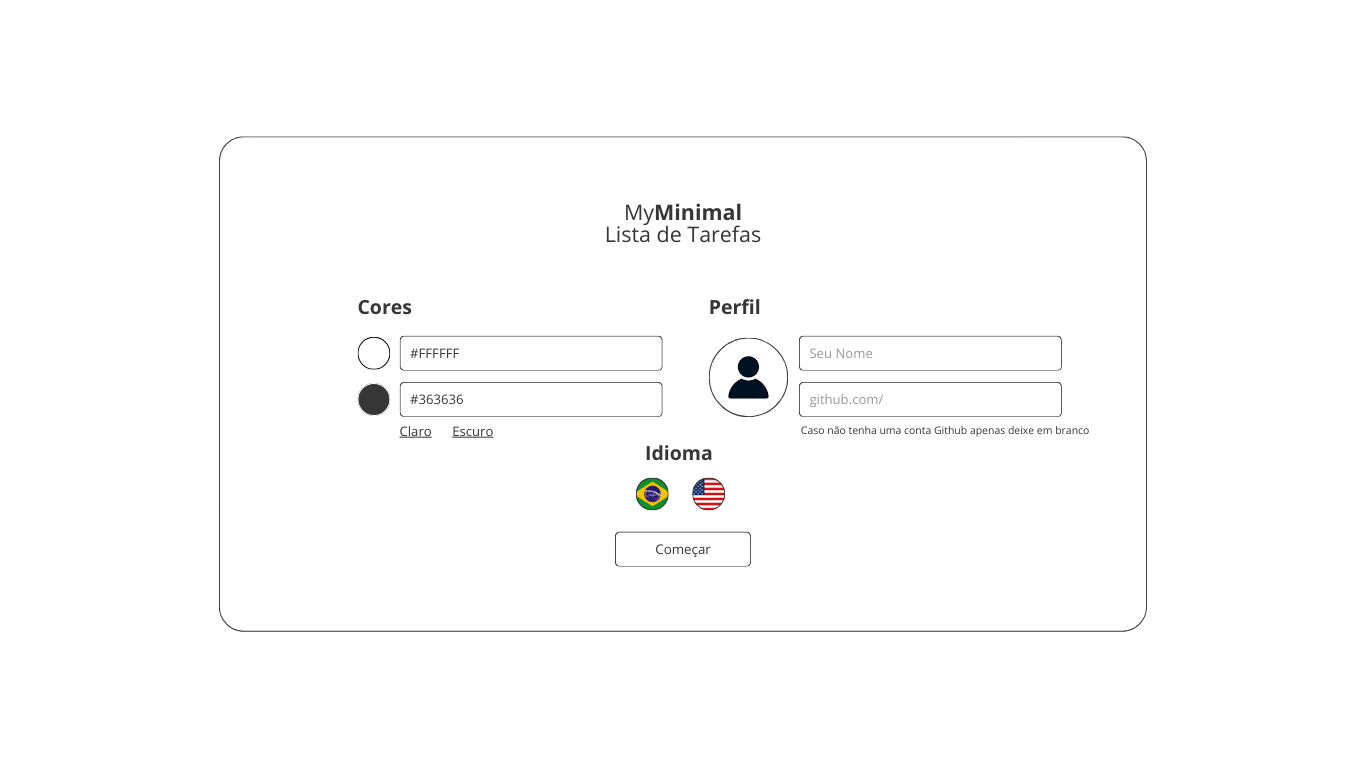 MyMinimal
Lista de Tarefas
Cores
#FFFFFF
#363636
Claro Escuro
Perfil
Seu Nome
github.com/
Caso não tenha uma conta Github apenas deixe em branco
Idioma
Começar